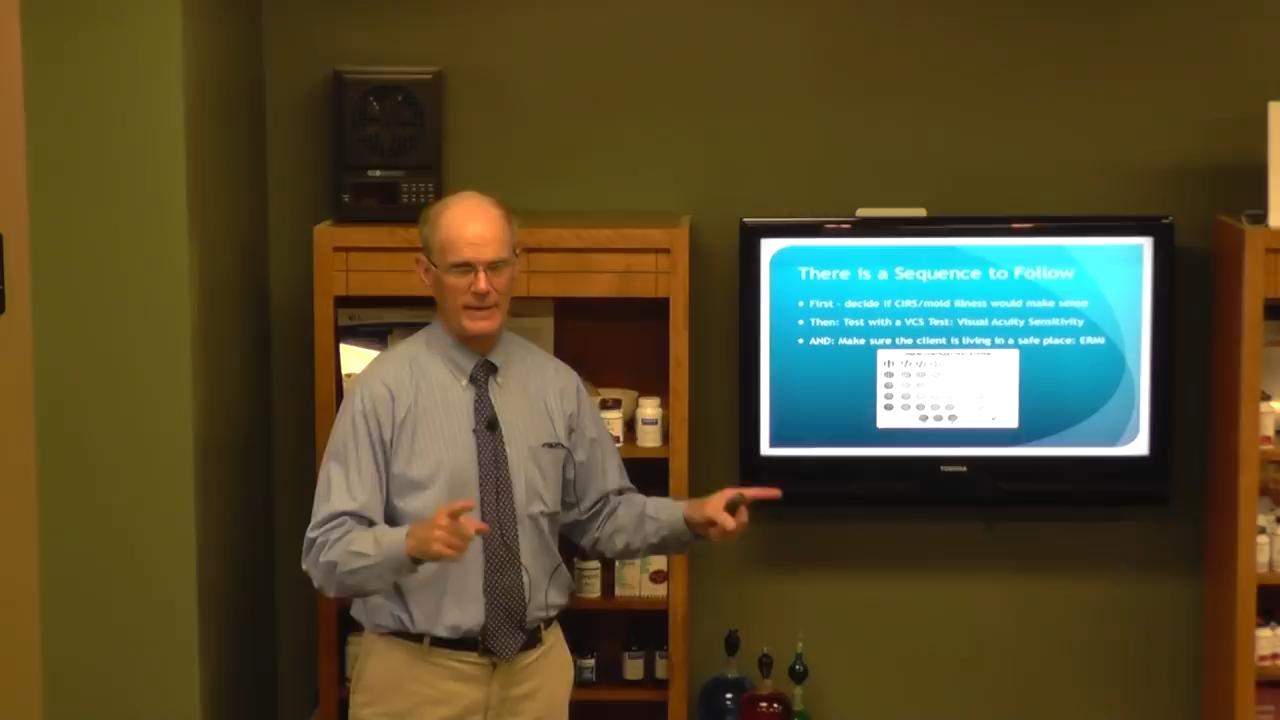 There is a Sequence to Follow
• First - decide if CIRS/mold illness would make sense
• Then: Test with a VCS Test: Visual Acuity Sensitivity
• AND: Make sure the client is living in a safe place: ERMI
TOSHIBA